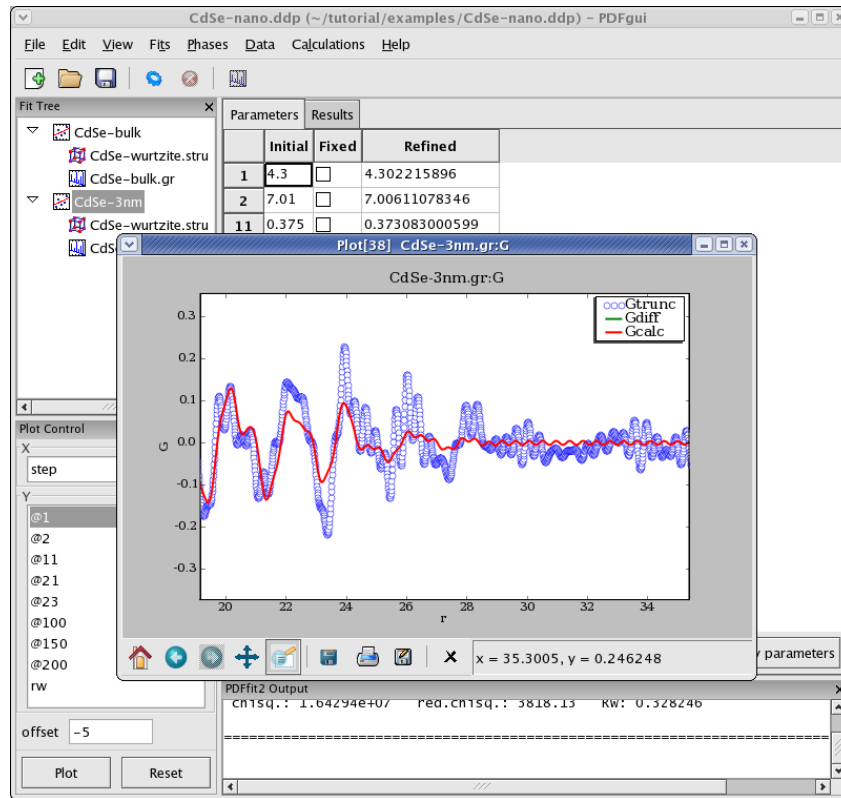 CdSe-nano.ddp (~/tutorial/examples/CdSe-nano.ddp) – PDFgui
File Edit View Fits Phases Data Calculations Help
Fit Tree
CdSe-bulk
CdSe-wurtzite.stru
CdSe-bulk.gr
CdSe-3nm
CdSe-wurtzite.stru
CdS
Parameters Results
Initial Fixed Refined
1 4.3 4.302215896
2 7.01 7.00611078346
11 0.375 0.373083000599
Plot[38] CdSe-3nm.gr:G
CdSe-3nm.gr:G
Gtrunc
Gdiff
Gcalc
0.3
0.2
0.1
0.0
-0.1
-0.2
-0.3
G
20 22 24 26 28 30 32 34
r
x = 35.3005, y = 0.246248
Plot Control
X
step
Y
@1
@2
@11
@21
@23
@100
@150
@200
rw
offset -5
Plot Reset
parameters
PDFfit2 Output
chisq.: 1.64294e+07 red.chisq.: 3818.13 RW: 0.328246